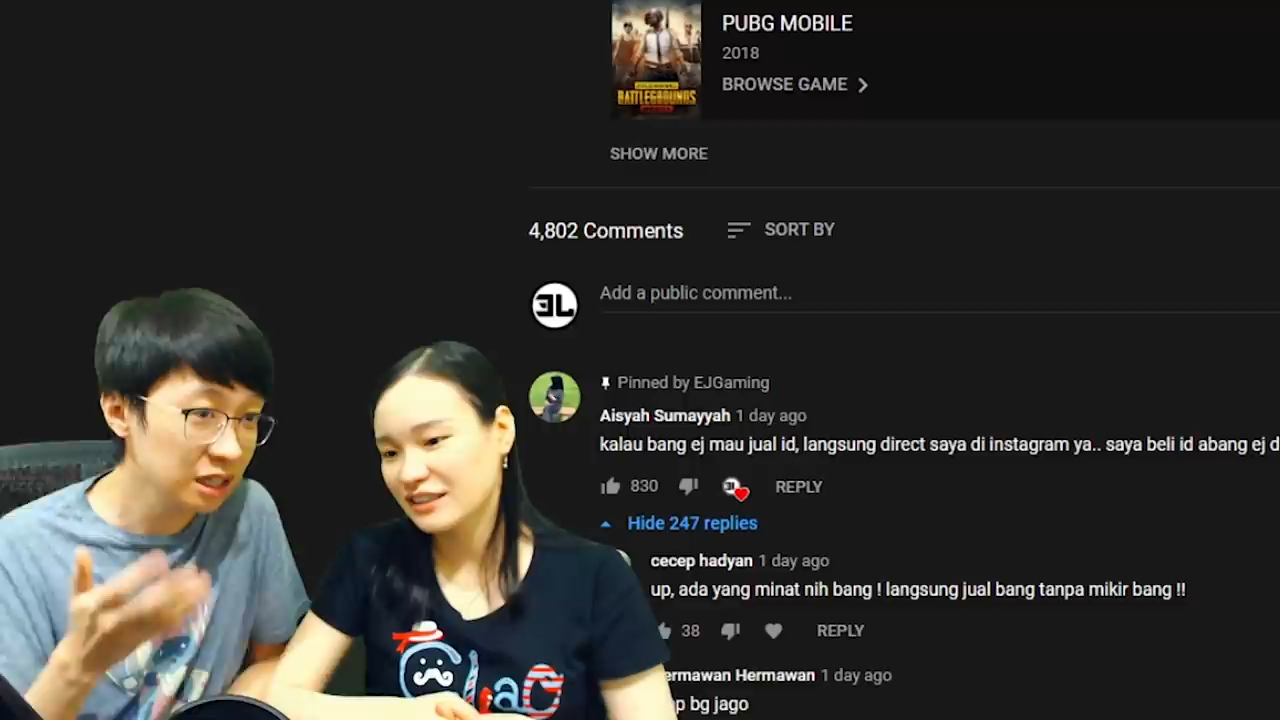 PUBG MOBILE
2018
BROWSE GAME
BATTLEGROUNDS
SHOW MORE
4,802 Comments
SORT BY
Add a public comment...
Pinned by EJGaming
Aisyah Sumayyah 1 day ago
kalau bang ej mau jual id, langsung direct saya di instagram ya.. saya beli id abang ej d
830
REPLY
Hide 247 replies
cecep hadyan 1 day ago
up, ada yang minat nih bang ! langsung jual bang tanpa mikir bang !!
38
REPLY
ermawan Hermawan 1 day ago
p bg jago